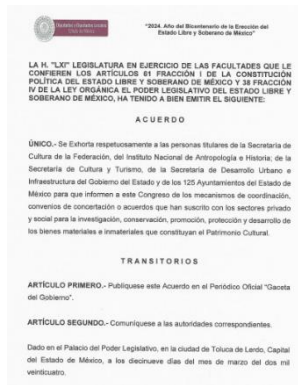 "2024. Año del Bicentenario de la Erección del
Estado Libre y Soberano de México"
LA H. "LXI" LEGISLATURA EN EJERCICIO DE LAS FACULTADES QUE LE
CONFIEREN LOS ARTÍCULOS 61 FRACCIÓN I DE LA CONSTITUCIÓN
POLÍTICA DEL ESTADO LIBRE Y SOBERANO DE MÉXICO Y 38 FRACCIÓN
IV DE LA LEY ORGÁNICA EL PODER LEGISLATIVO DEL ESTADO LIBRE Y
SOBERANO DE MÉXICO, HA TENIDO A BIEN EMITIR EL SIGUIENTE:
ACUERDO
ÚNICO.- Se Exhorta respetuosamente a las personas titulares de la Secretaría de
Cultura de la Federación, del Instituto Nacional de Antropología e Historia; de la
Secretaría de Cultura y Turismo, de la Secretaría de Desarrollo Urbano e
Infraestructura del Gobierno del Estado y de los 125 Ayuntamientos del Estado de
México para que informen a este Congreso de los mecanismos de coordinación,
convenios de concertación o acuerdos que han suscrito con los sectores privado
y social para la investigación, conservación, promoción, protección y desarrollo de
los bienes materiales e inmateriales que constituyan el Patrimonio Cultural.
TRANSITORIOS
ARTÍCULO PRIMERO.- Publíquese este Acuerdo en el Periódico Oficial "Gaceta
del Gobierno".
ARTÍCULO SEGUNDO.- Comuníquese a las autoridades correspondientes.
Dado en el Palacio del Poder Legislativo, en la ciudad de Toluca de Lerdo, Capital
del Estado de México, a los diecinueve días del mes de marzo del dos mil
veinticuatro.